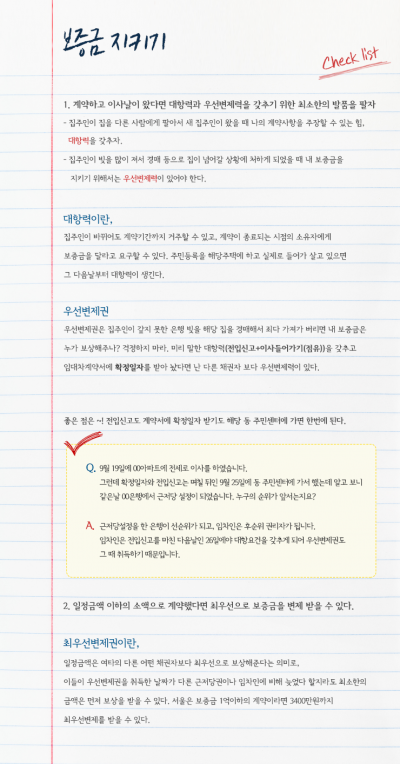 보증금 지키기
Check list
1. 계약하고 이사날이 왔다면 대항력과 우선변제력을 갖추기 위한 최소한의 발품을 팔자
- 집주인이 집을 다른 사람에게 팔아서 새 집주인이 왔을 때 나의 계약사항을 주장할 수 있는 힘,
대항력을 갖추자.
- 집주인이 빚을 많이 져서 경매 등으로 집이 넘어갈 상황에 처하게 되었을 때 내 보증금을
지키기 위해서는 우선변제력이 있어야 한다.
대항력이란,
집주인이 바뀌어도 계약기간까지 거주할 수 있고, 계약이 종료되는 시점의 소유자에게
보증금을 달라고 요구할 수 있다. 주민등록을 해당주택에 하고 실제로 들어가 살고 있으면
그 다음날부터 대항력이 생긴다.
우선변제권
우선변제권은 집주인이 갚지 못한 은행 빚을 해당 집을 경매해서 죄다 가져가 버리면 내 보증금은
누가 보상해주나? 걱정하지 마라. 미리 말한 대항력(전입신고+이사들어가기(점유))을 갖추고
임대차계약서에 확정일자를 받아 놨다면 난 다른 채권자 보다 우선변제력이 있다.
좋은 점은 ~! 전입신고도 계약서에 확정일자 받기도 해당 동 주민센터에 가면 한번에 된다.
Q. 9월 19일에 00아파트에 전세로 이사를 하였습니다.
그런데 확정일자와 전입신고는 며칠 뒤인 9월 25일에 동 주민센터에 가서 했는데 알고 보니
같은날 00은행에서 근저당 설정이 되었습니다. 누구의 순위가 앞서는지요?
A. 근저당설정을 한 은행이 선순위가 되고, 임차인은 후순위 권리자가 됩니다.
임차인은 전입신고를 마친 다음날인 26일에야 대항요건을 갖추게 되어 우선변제권도
그 때 취득하기 때문입니다.
2. 일정금액 이하의 소액으로 계약했다면 최우선으로 보증금을 변제 받을 수 있다.
최우선변제권이란,
일정금액은 여타의 다른 어떤 채권자보다 최우선으로 보상해준다는 의미로,
이들이 우선변제권을 취득한 날짜가 다른 근저당권이나 임차인에 비해 늦었다 할지라도 최소한의
금액은 먼저 보상을 받을 수 있다. 서울은 보증금 1억이하의 계약이라면 3400만원까지
최우선변제를 받을 수 있다.